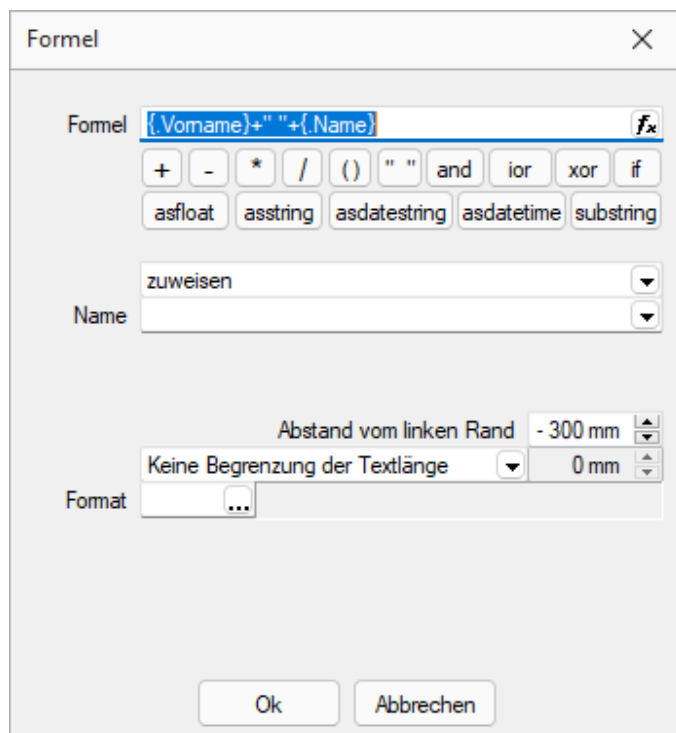 Formel
Formel {.Vorname}+" "+{.Name} fx
+ - * / () " " and ior xor if
asfloat asstring asdatestring asdatetime substring
zuweisen
Name
Abstand vom linken Rand - 300 mm
Keine Begrenzung der Textlänge 0 mm
Format ...
Ok Abbrechen